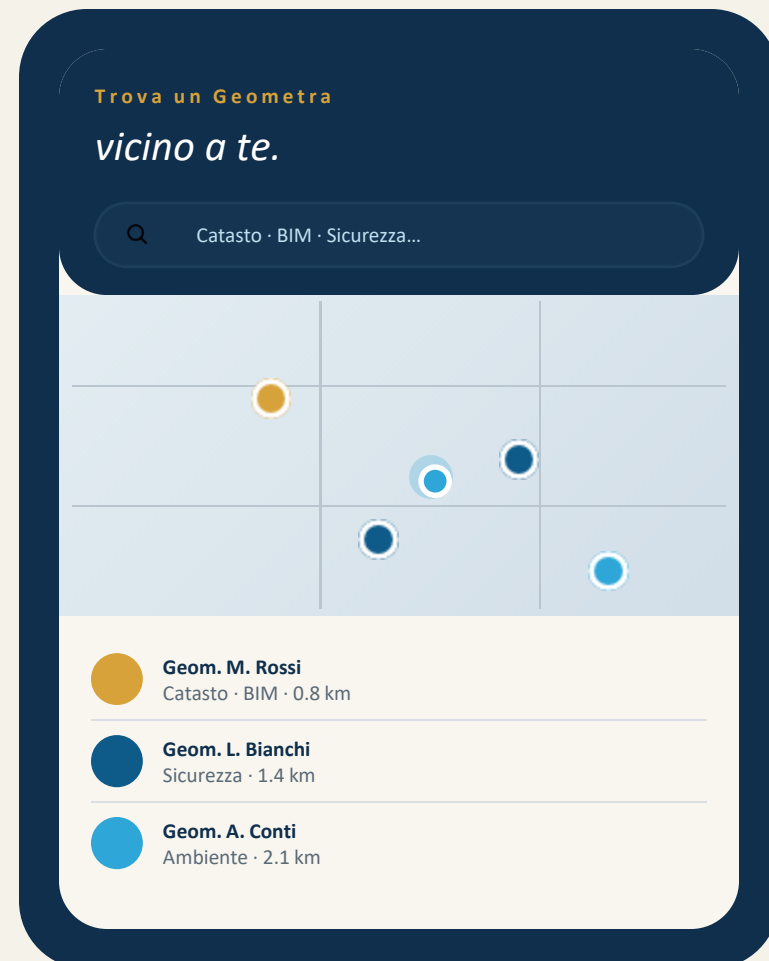 Trova un Geometra
vicino a te.
Catasto · BIM · Sicurezza...
Geom. M. Rossi
Catasto · BIM · 0.8 km
Geom. L. Bianchi
Sicurezza · 1.4 km
Geom. A. Conti
Ambiente · 2.1 km